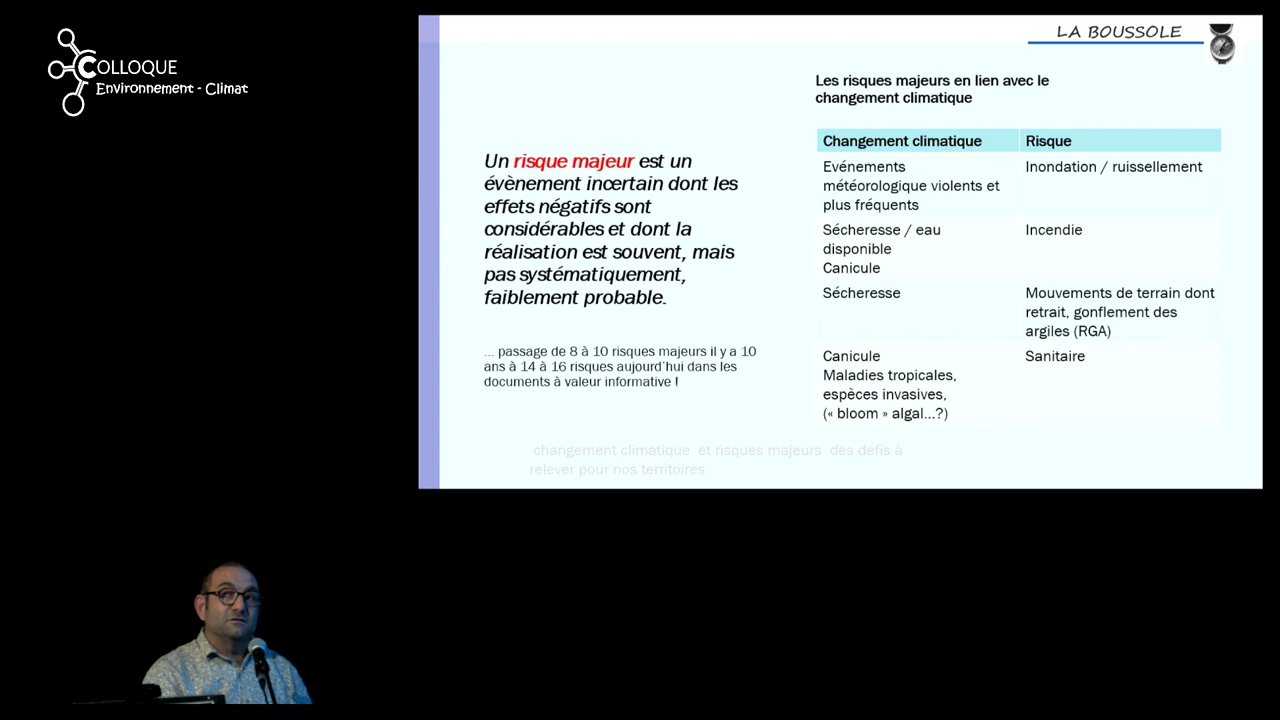 COLLOQUE
Environnement - Climat
LA BOUSSOLE
Les risques majeurs en lien avec le
changement climatique
Un risque majeur est un
évènement incertain dont les
effets négatifs sont
considérables et dont la
réalisation est souvent, mais
pas systématiquement,
faiblement probable.
... passage de 8 à 10 risques majeurs il y a 10
ans à 14 à 16 risques aujourd'hui dans les
documents à valeur informative !
Changement climatique
Risque
Evénements
météorologique violents et
plus fréquents
Inondation / ruissellement
Sécheresse / eau
disponible
Canicule
Incendie
Sécheresse
Mouvements de terrain dont
retrait, gonflement des
argiles (RGA)
Canicule
Maladies tropicales,
espèces invasives,
(« bloom » algal...?)
Sanitaire
changement climatique et risques majeurs des défis à
relever pour nos territoires